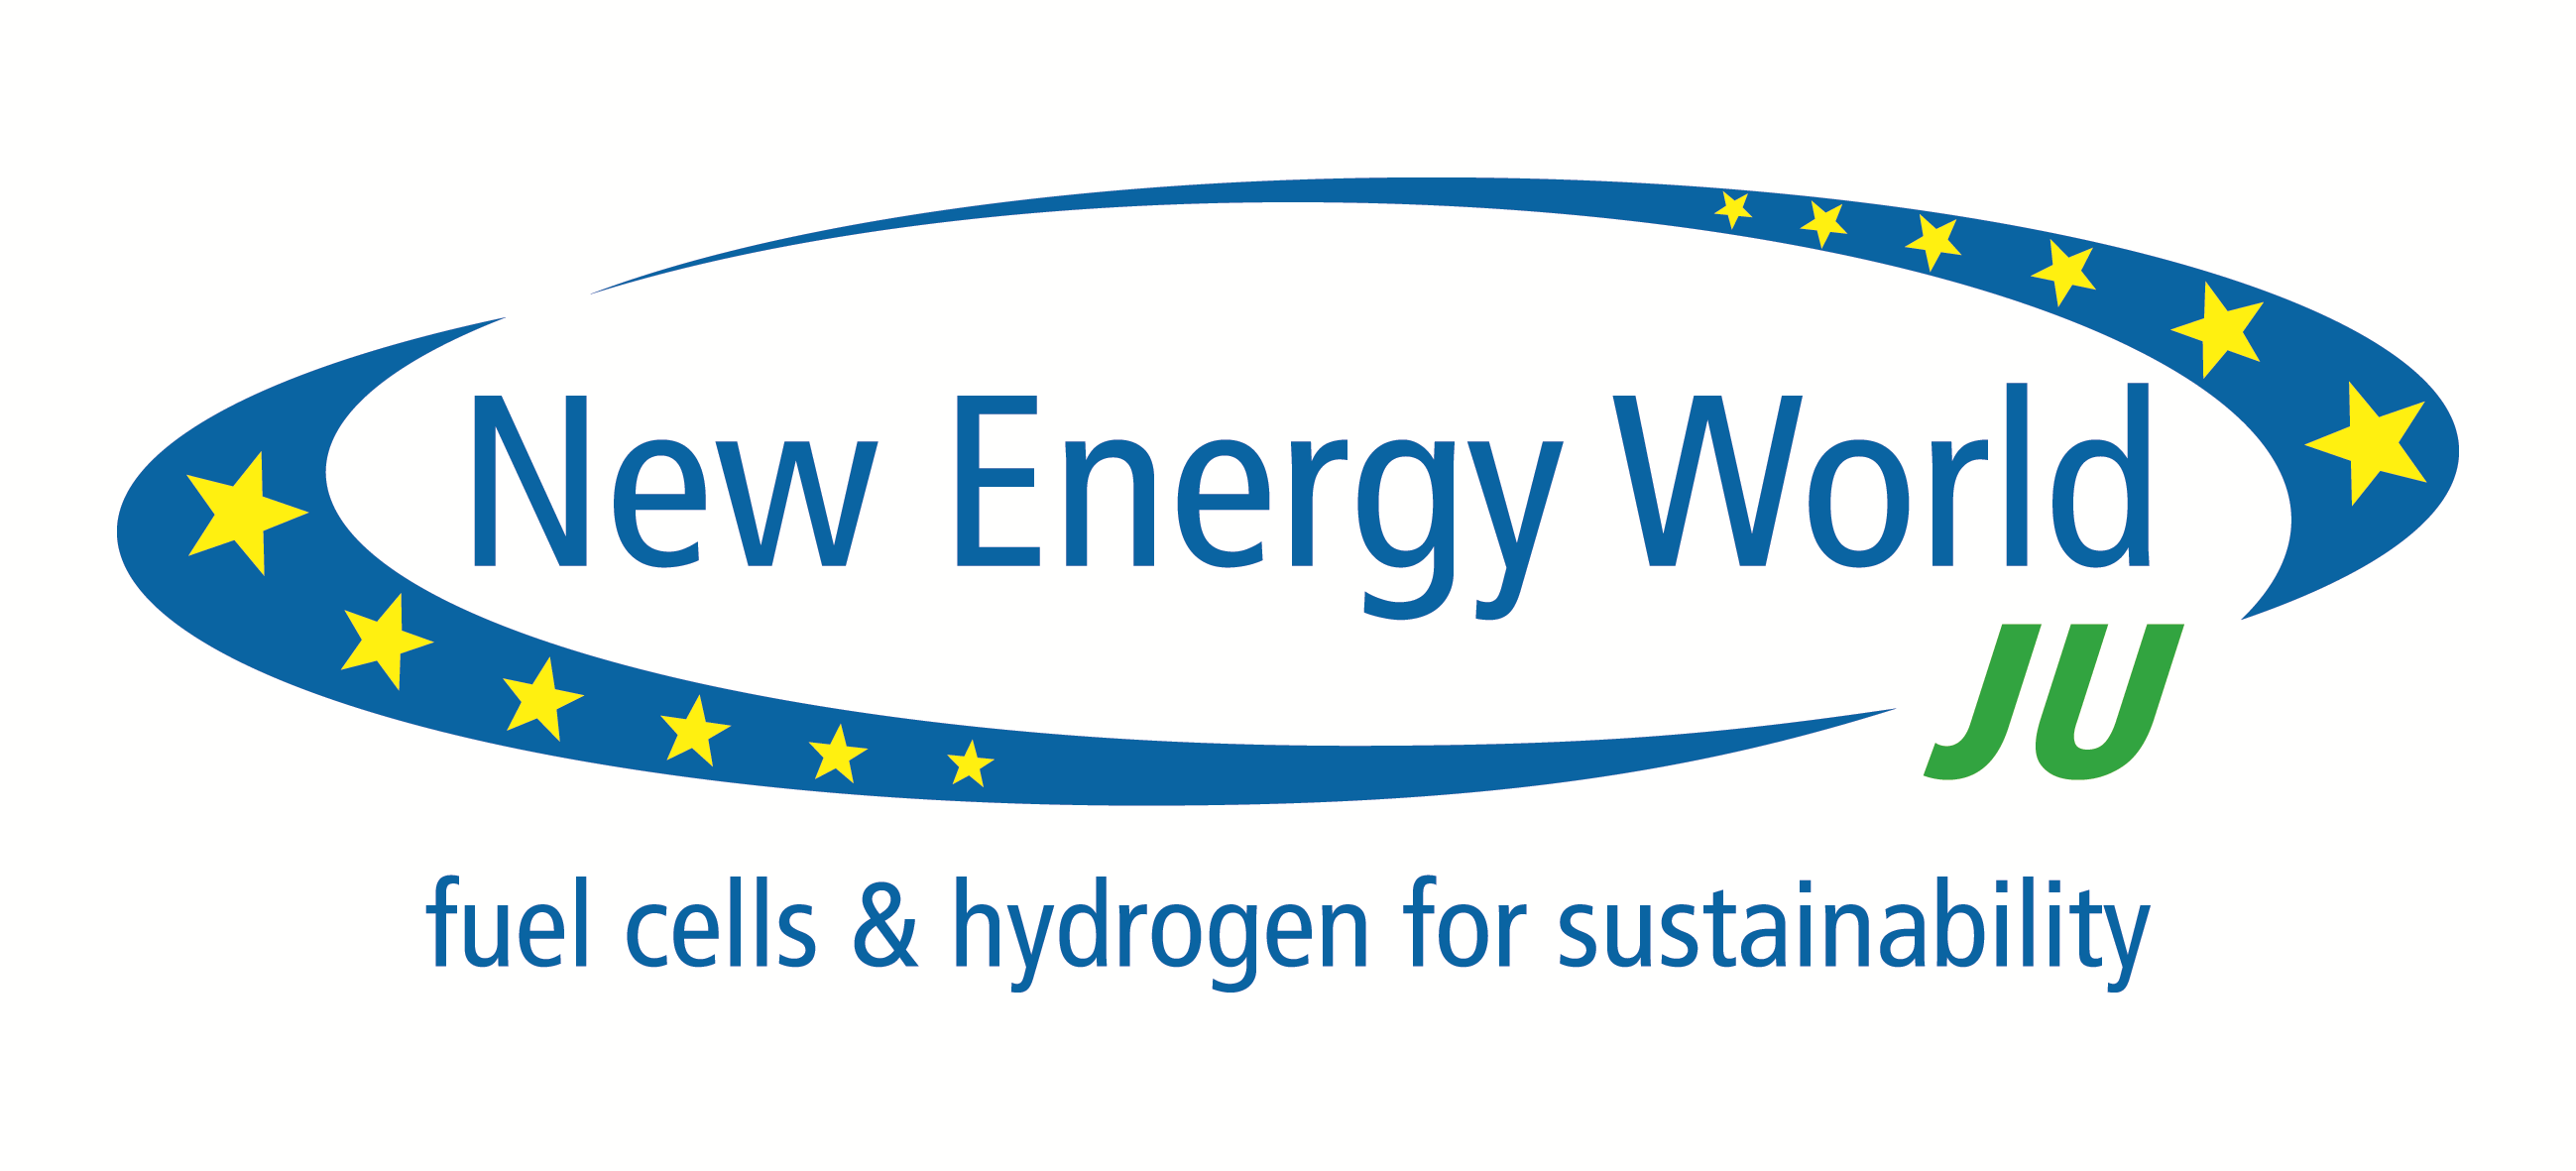 New Energy World
JU
fuel cells & hydrogen for sustainability